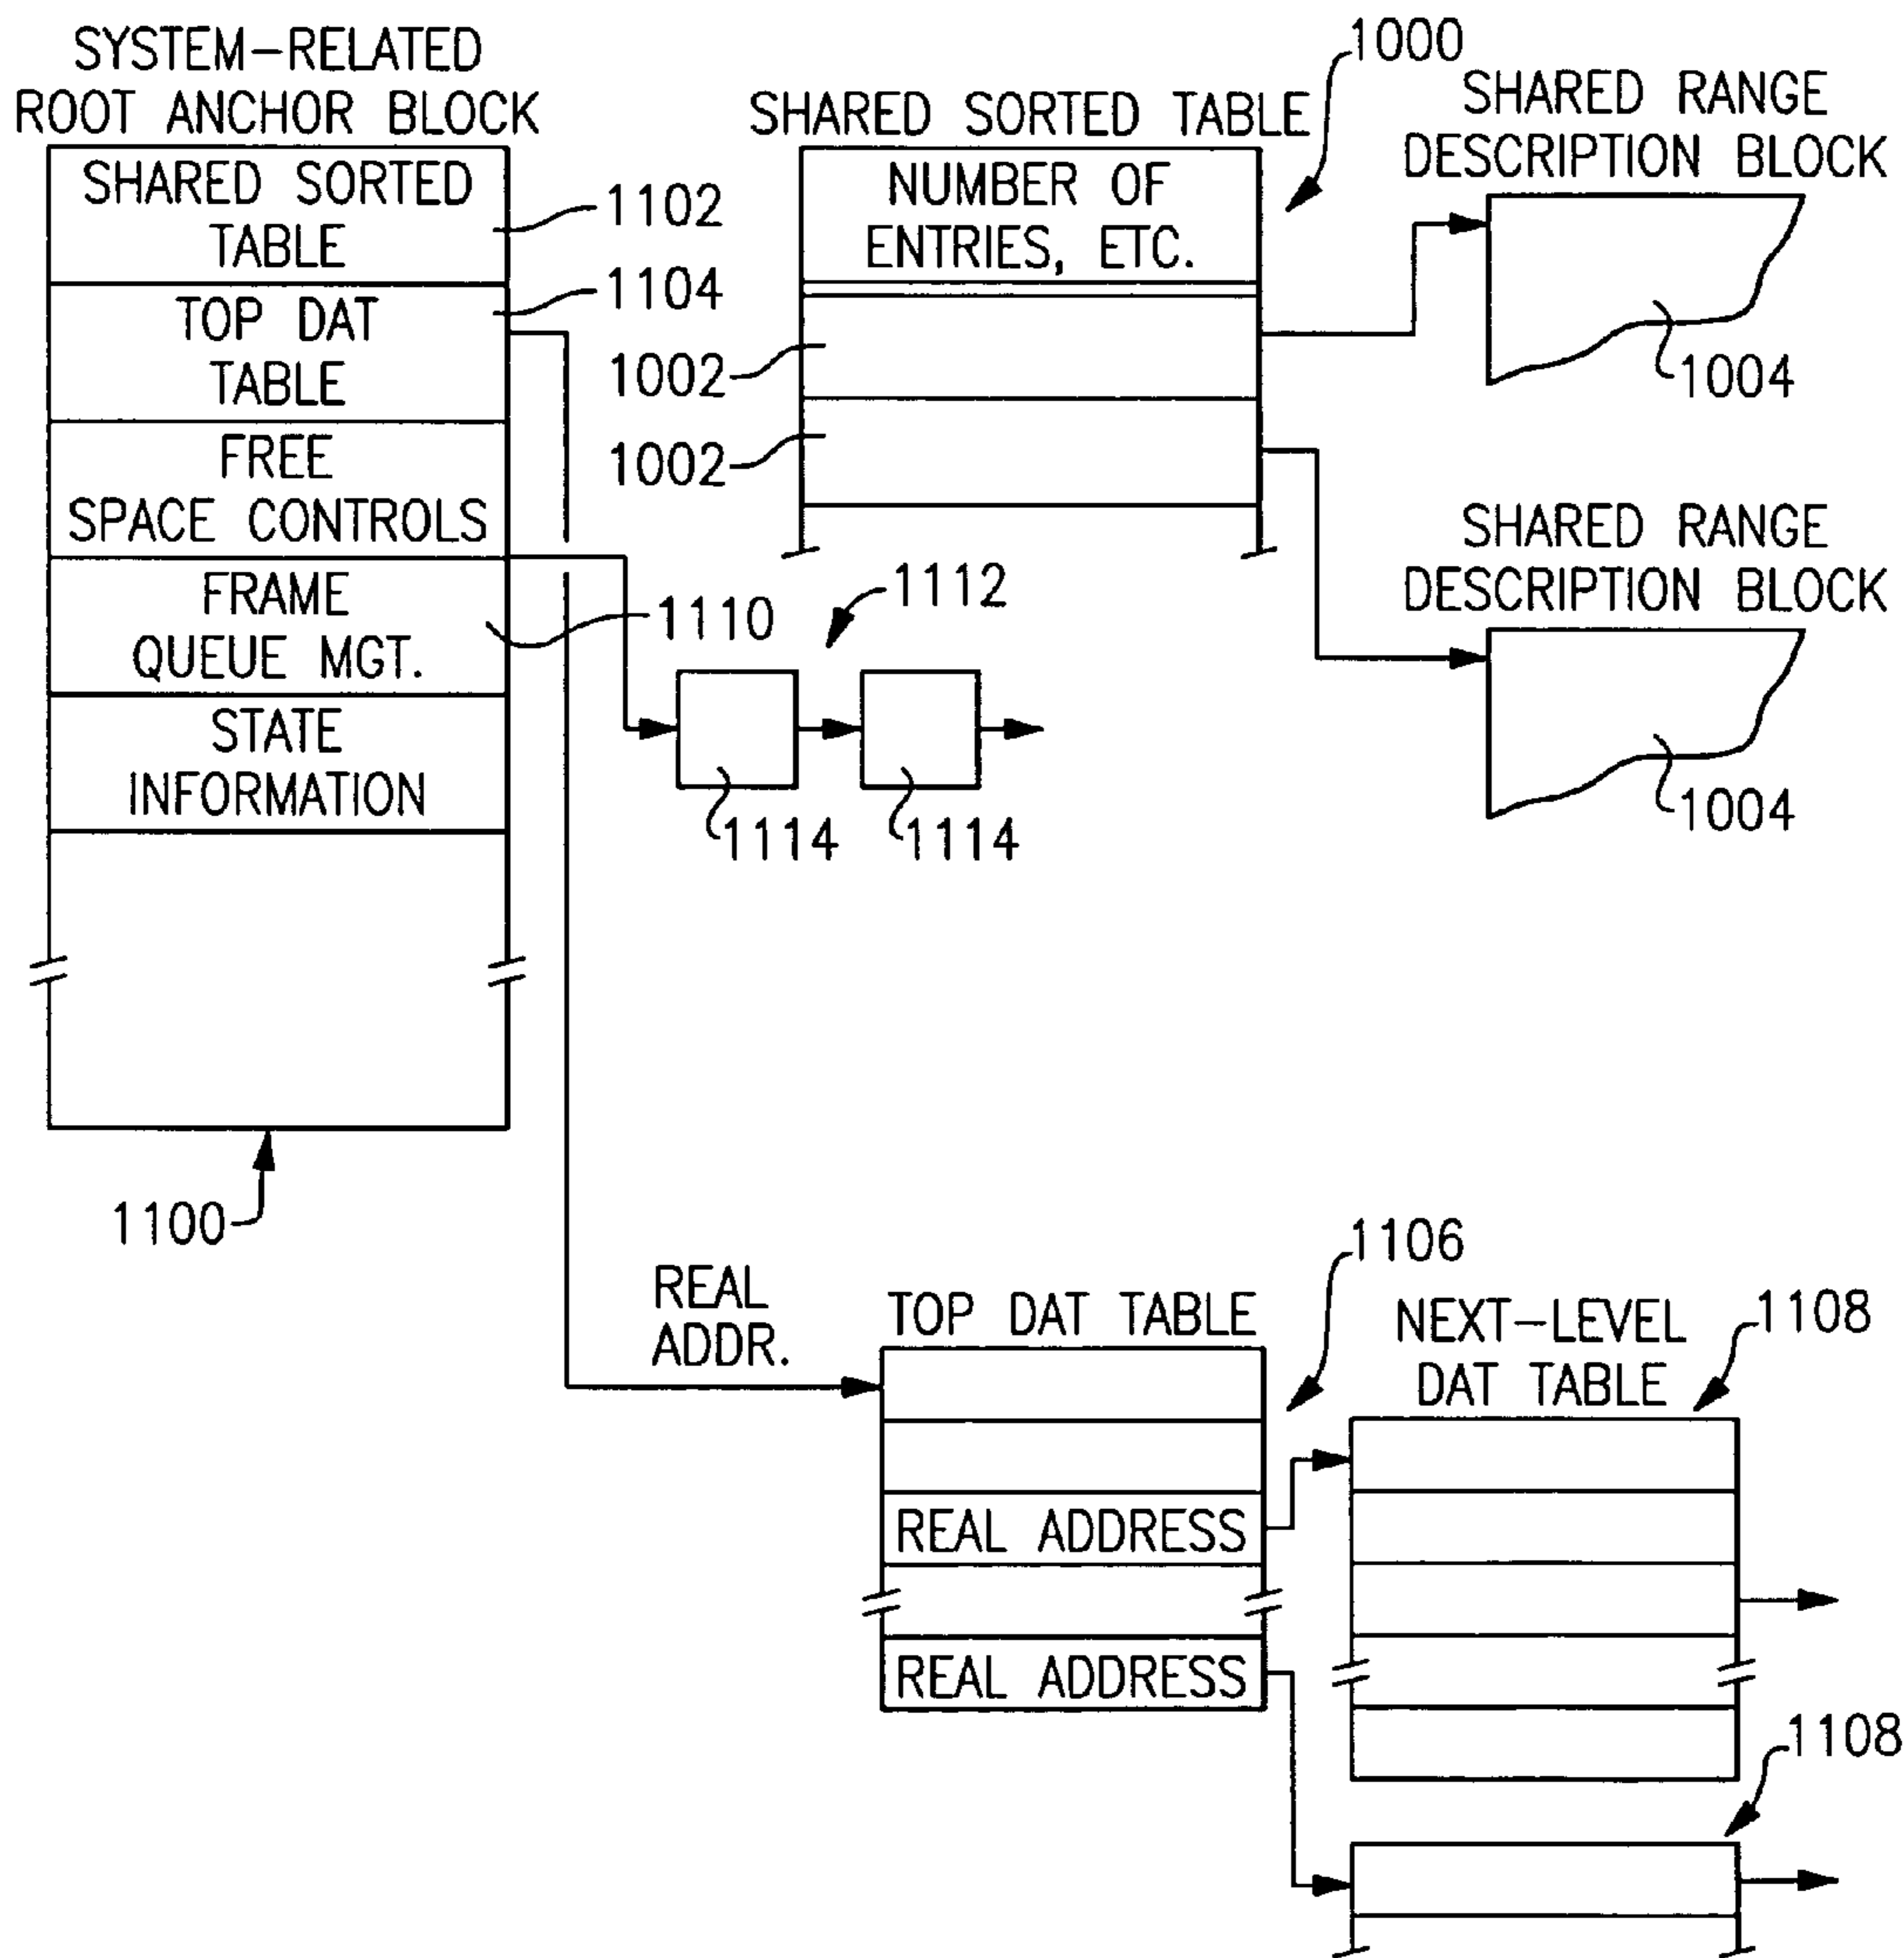 SYSTEM-RELATED
ROOT ANCHOR BLOCK
SHARED SORTED
TABLE
1102
TOP DAT
TABLE
1104
FREE
SPACE CONTROLS
FRAME
QUEUE MGT.
1110
STATE
INFORMATION
1100
SHARED SORTED TABLE
1000
NUMBER OF
ENTRIES, ETC.
1002
1002
SHARED RANGE
DESCRIPTION BLOCK
1004
SHARED RANGE
DESCRIPTION BLOCK
1004
1112
1114
1114
REAL
ADDR.
TOP DAT TABLE
1106
REAL ADDRESS
REAL ADDRESS
NEXT-LEVEL
DAT TABLE
1108
1108